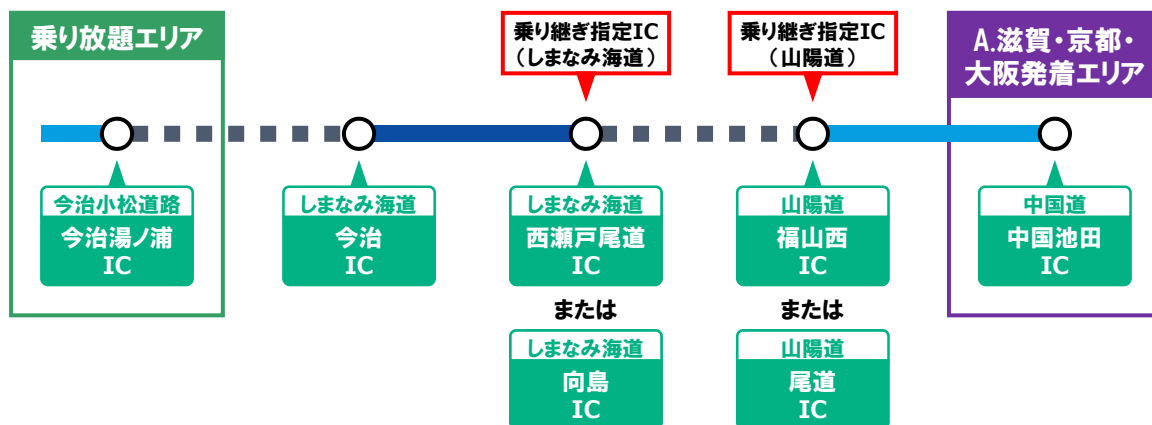 乗り放題エリア
乗り継ぎ指定IC
（しまなみ海道）
乗り継ぎ指定IC
（山陽道）
A.滋賀・京都・
大阪発着エリア
今治小松道路
今治湯ノ浦
IC
しまなみ海道
今治
IC
しまなみ海道
西瀬戸尾道
IC
または
しまなみ海道
向島
IC
山陽道
福山西
IC
または
山陽道
尾道
IC
中国道
中国池田
IC